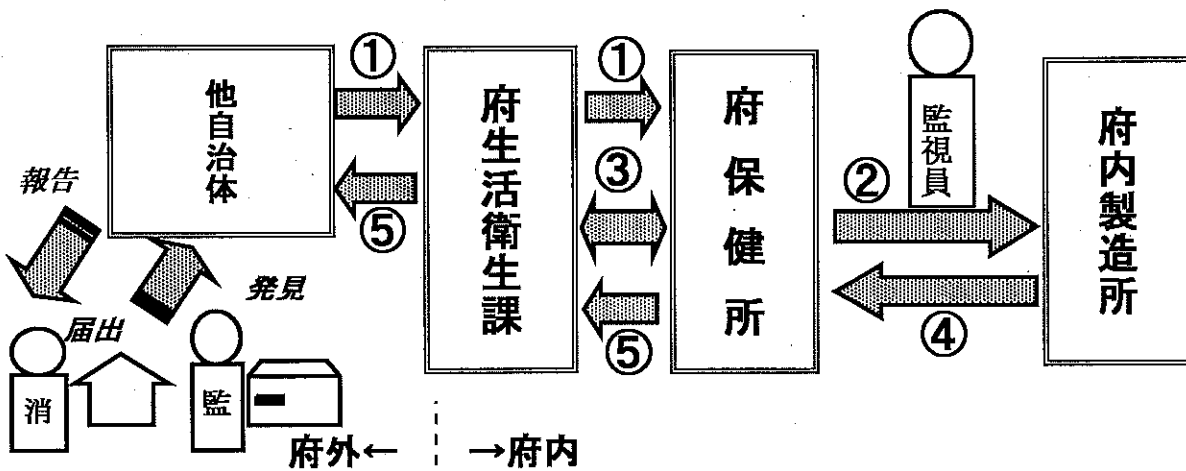 ①
①
他自治体
府生活衛生課
府保健所
監視員
府内製造所
報告
⑤
③
②
発見
届出
⑤
④
消
監
府外←
→府内